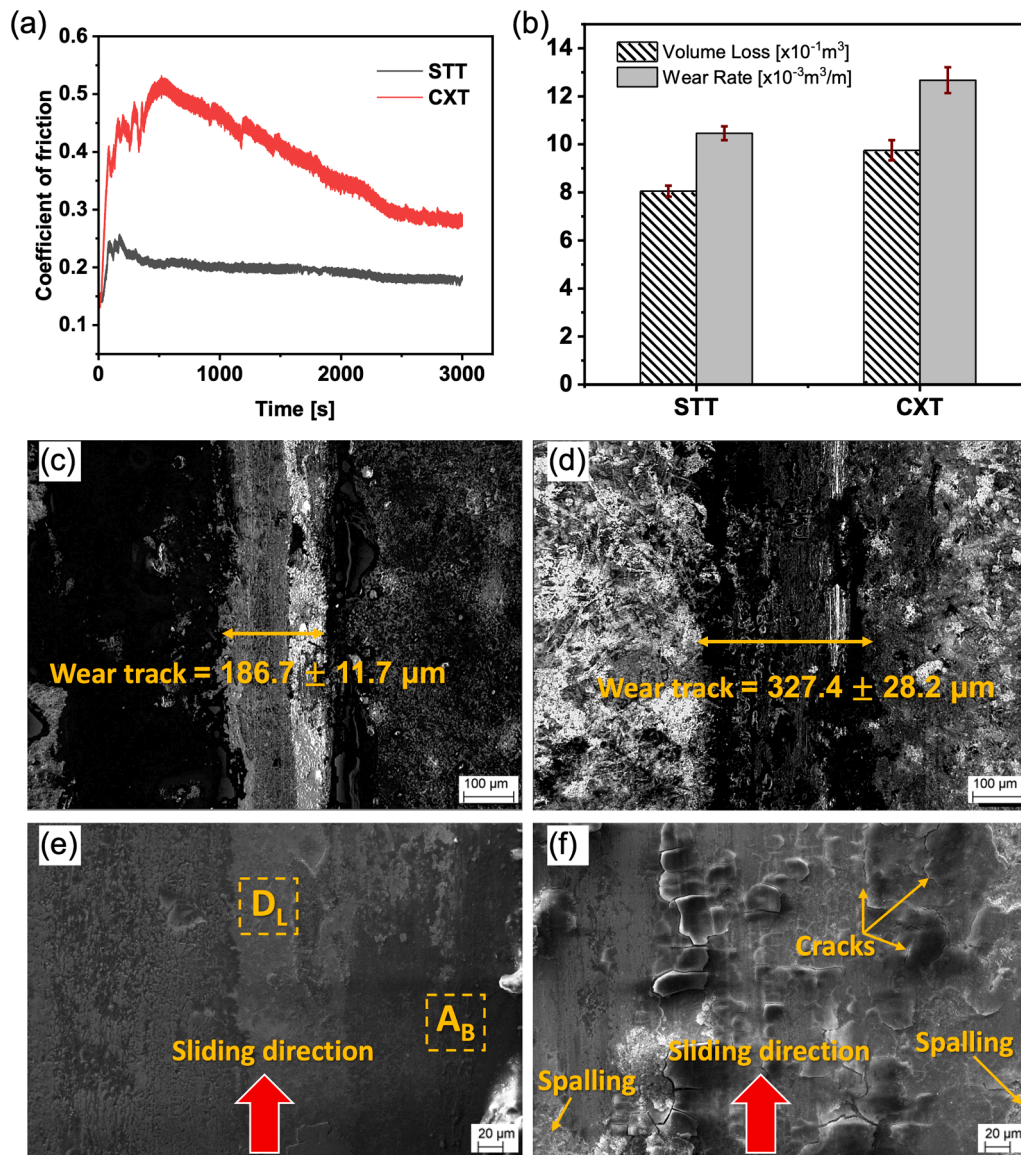 (a)
0.6
0.5
0.4
0.3
0.2
0.1
Coefficient of friction
STT
CXT
0 1000 2000 3000
Time [s]
(b)
14
12
10
8
6
4
2
0
Volume Loss [x10⁻¹m³]
Wear Rate [x10⁻³m³/m]
STT CXT
(c)
Wear track = 186.7 ± 11.7 µm
100 µm
(d)
Wear track = 327.4 ± 28.2 µm
100 µm
(e)
D_L
A_B
Sliding direction
20 µm
(f)
Cracks
Sliding direction
Spalling
Spalling
20 µm